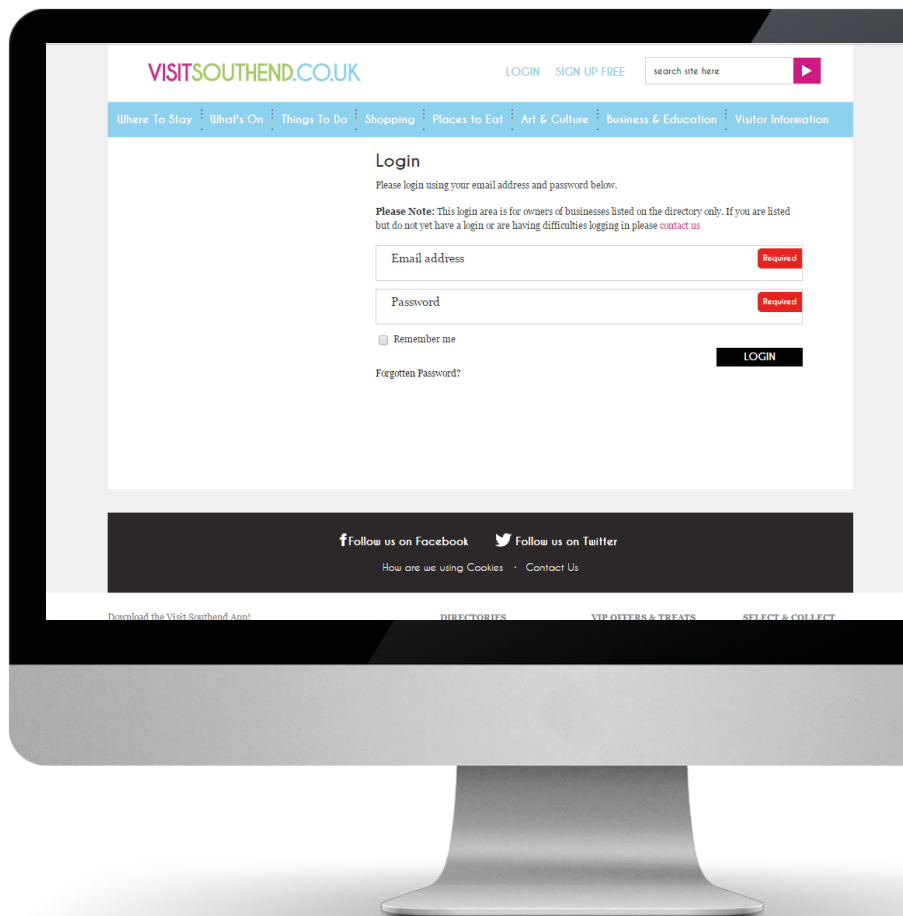 VISITSOUTHEND.CO.UK
LOGIN SIGN UP FREE search site here
Where To Stay What's On Things To Do Shopping Places to Eat Art & Culture Business & Education Visitor Information
Login
Please login using your email address and password below.
Please Note: This login area is for owners of businesses listed on the directory only. If you are listed
but do not yet have a login or are having difficulties logging in please contact us
Email address Required
Password Required
Remember me
LOGIN
Forgotten Password?
Follow us on Facebook Follow us on Twitter
How are we using Cookies · Contact Us
Download the Visit Southend App! DIRECTORIES VIP OFFERS & TREATS SELECT & COLLECT